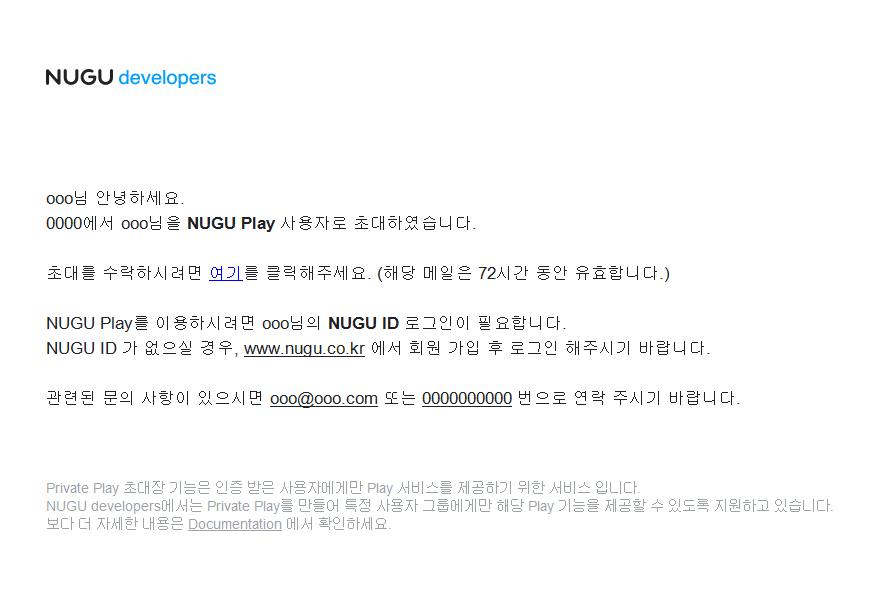 NUGU developers
ooo님 안녕하세요.
0000에서 ooo님을 NUGU Play 사용자로 초대하였습니다.
초대를 수락하시려면 여기를 클릭해주세요. (해당 메일은 72시간 동안 유효합니다.)
NUGU Play를 이용하시려면 ooo님의 NUGU ID 로그인이 필요합니다.
NUGU ID 가 없으실 경우, www.nugu.co.kr 에서 회원 가입 후 로그인 해주시기 바랍니다.
관련된 문의 사항이 있으시면 ooo@ooo.com 또는 0000000000 번으로 연락 주시기 바랍니다.
Private Play 초대장 기능은 인증 받은 사용자에게만 Play 서비스를 제공하기 위한 서비스 입니다.
NUGU developers에서는 Private Play를 만들어 특정 사용자 그룹에게만 해당 Play 기능을 제공할 수 있도록 지원하고 있습니다.
보다 더 자세한 내용은 Documentation 에서 확인하세요.